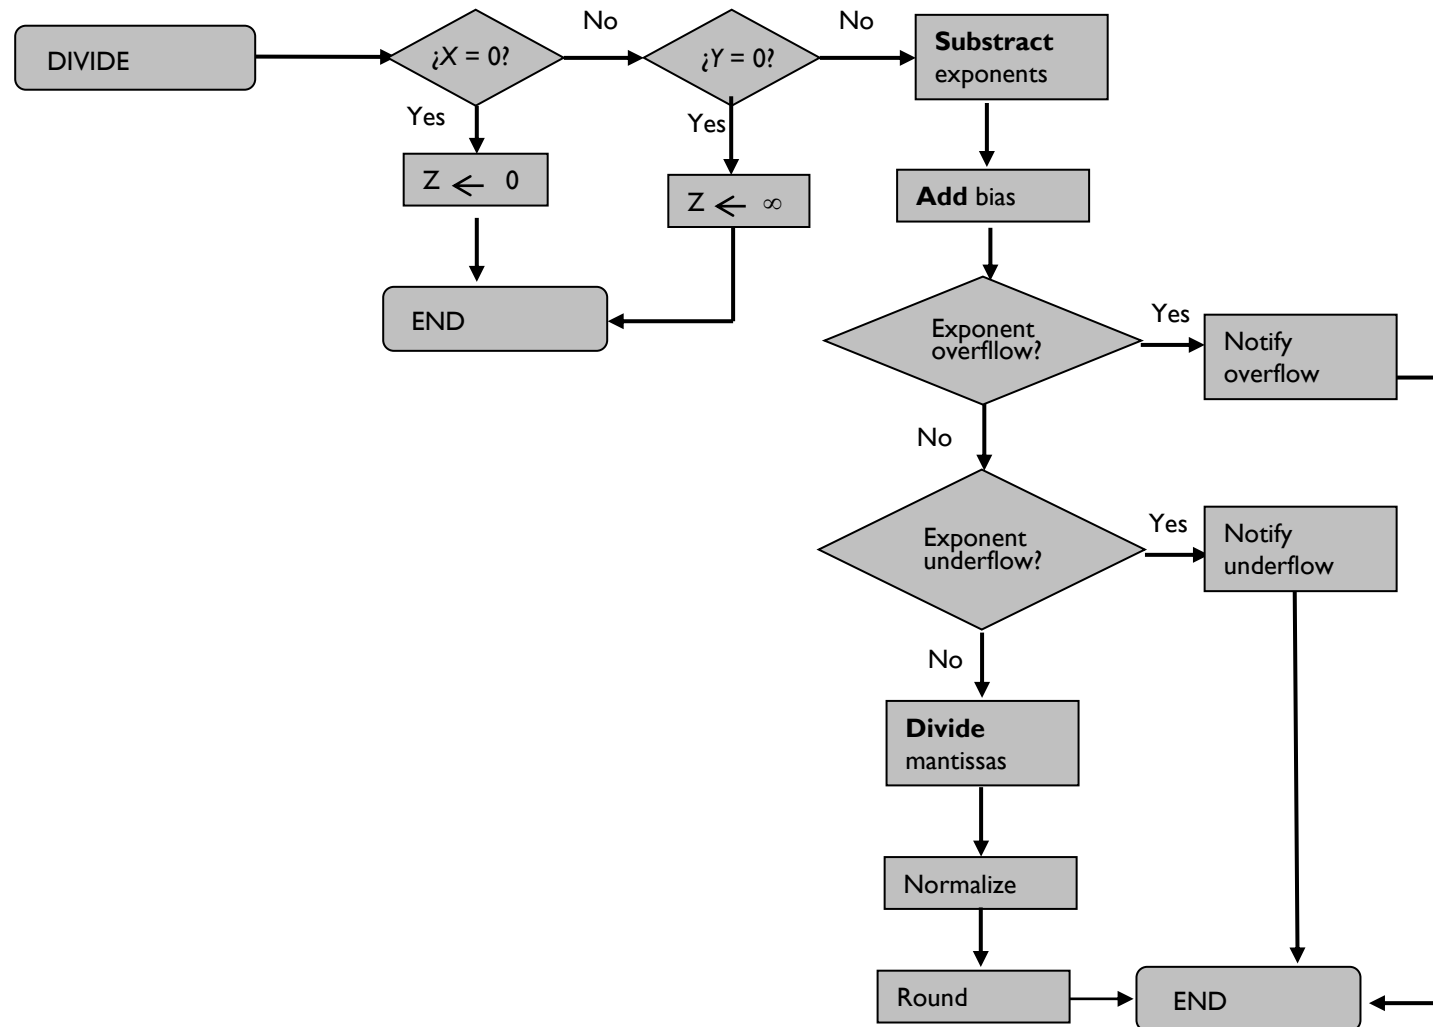 DIVIDE
¿X = 0?
No
¿Y = 0?
No
Substract
exponents
Yes
Yes
Z ← 0
Z ← ∞
Add bias
END
Exponent
overfllow?
Yes
Notify
overflow
No
Exponent
underflow?
Yes
Notify
underflow
No
Divide
mantissas
Normalize
Round
END